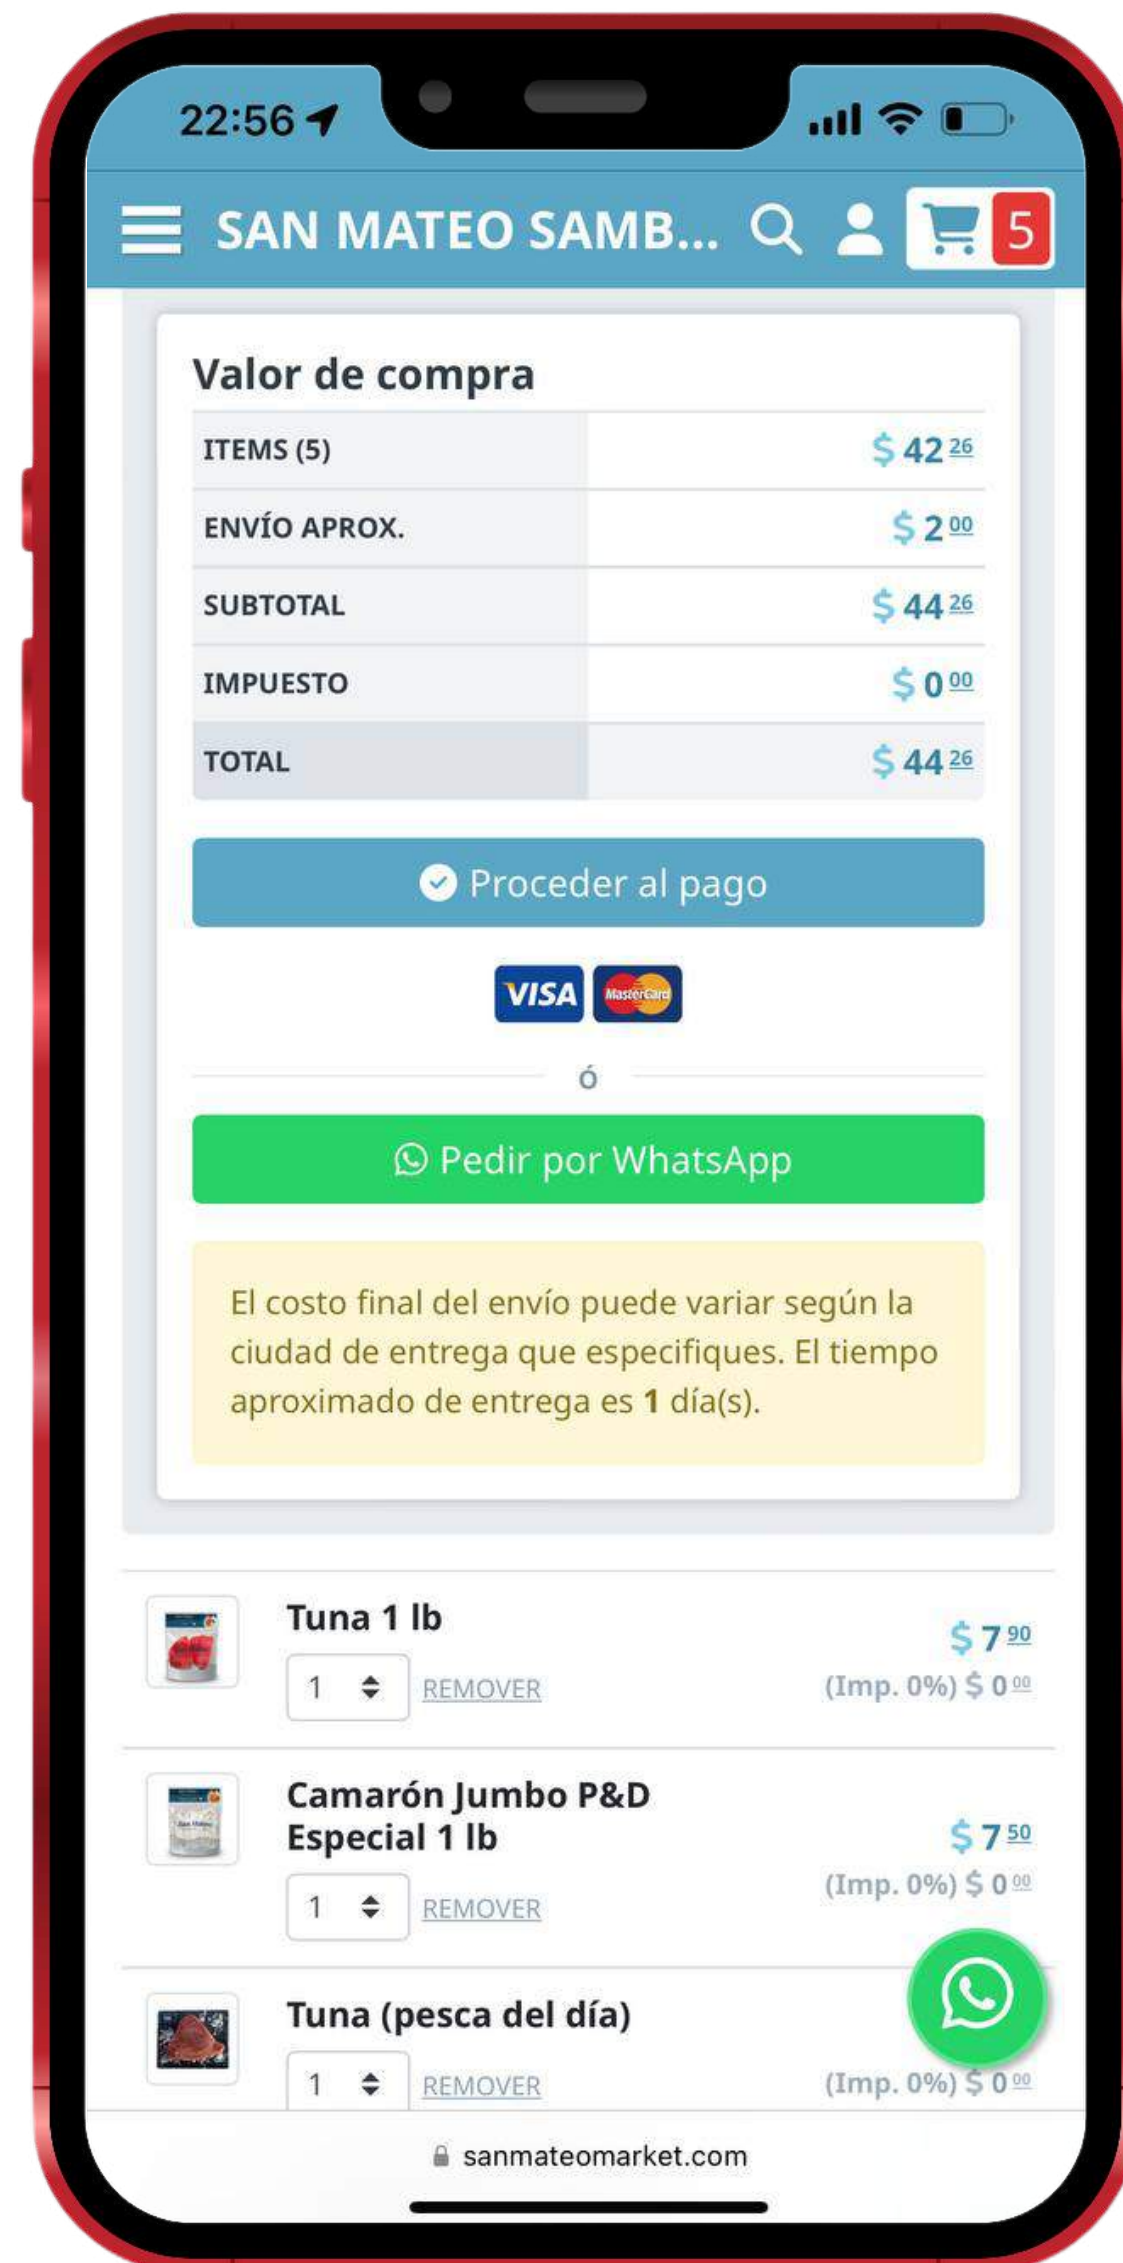 22:56
SAN MATEO SAMB... 5
Valor de compra
ITEMS (5) $ 42 26
ENVÍO APROX. $ 2 00
SUBTOTAL $ 44 26
IMPUESTO $ 0 00
TOTAL $ 44 26
Proceder al pago
VISA MasterCard
ó
Pedir por WhatsApp
El costo final del envío puede variar según la
ciudad de entrega que especifiques. El tiempo
aproximado de entrega es 1 día(s).
Tuna 1 lb
$ 7 90
1 REMOVER (Imp. 0%) $ 0 00
Camarón Jumbo P&D
Especial 1 lb $ 7 50
1 REMOVER (Imp. 0%) $ 0 00
Tuna (pesca del día)
1 REMOVER (Imp. 0%) $ 0 00
sanmateomarket.com